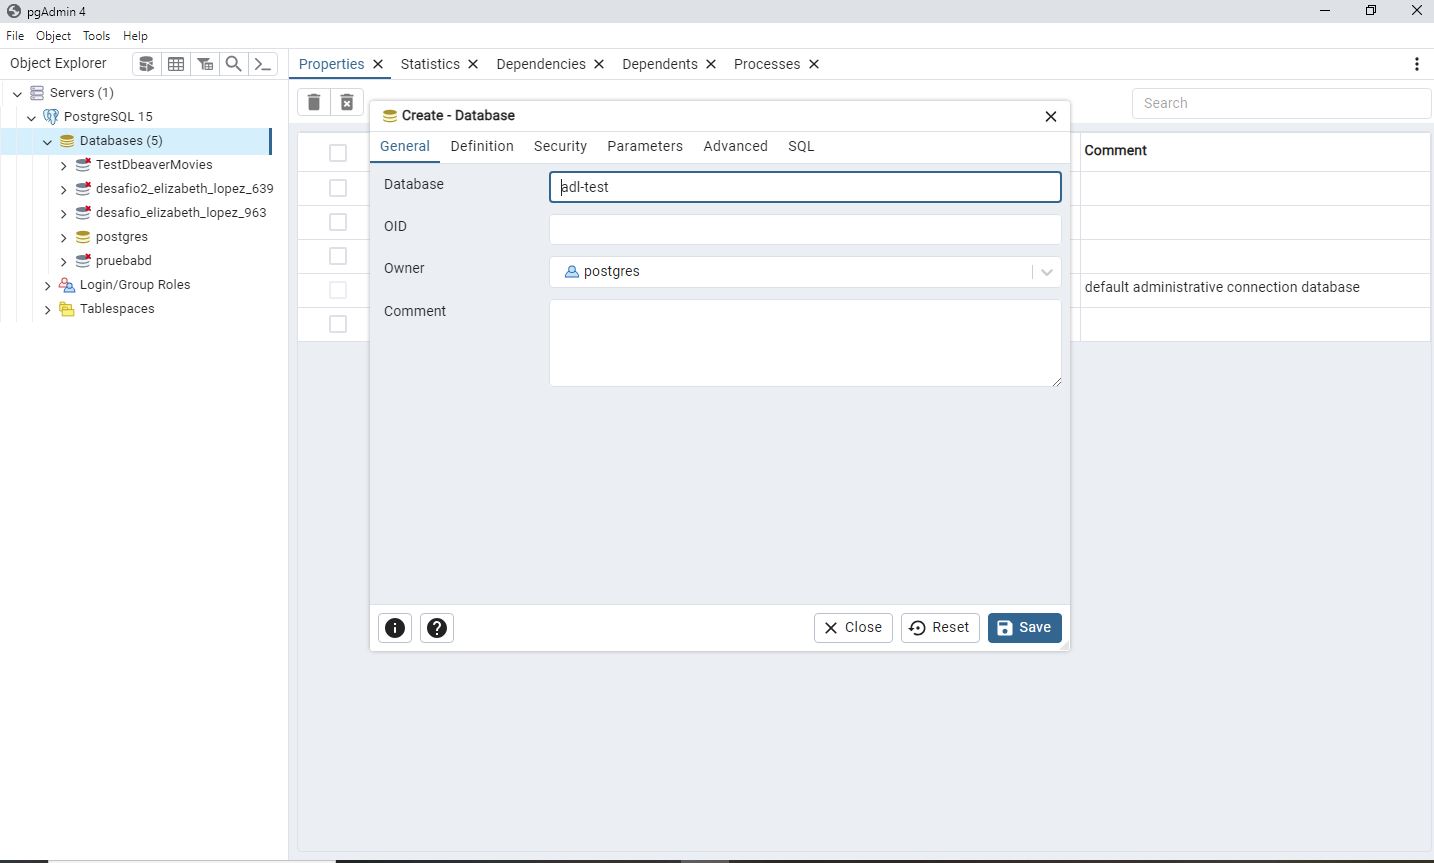 pgAdmin 4
File Object Tools Help
Object Explorer
Properties Statistics Dependencies Dependents Processes
Servers (1)
PostgreSQL 15
Databases (5)
TestDbeaverMovies
desafio2_elizabeth_lopez_639
desafio_elizabeth_lopez_963
postgres
pruebabd
Login/Group Roles
Tablespaces
Search
Comment
default administrative connection database
Create - Database
General Definition Security Parameters Advanced SQL
Database adl-test
OID
Owner postgres
Comment
Close Reset Save